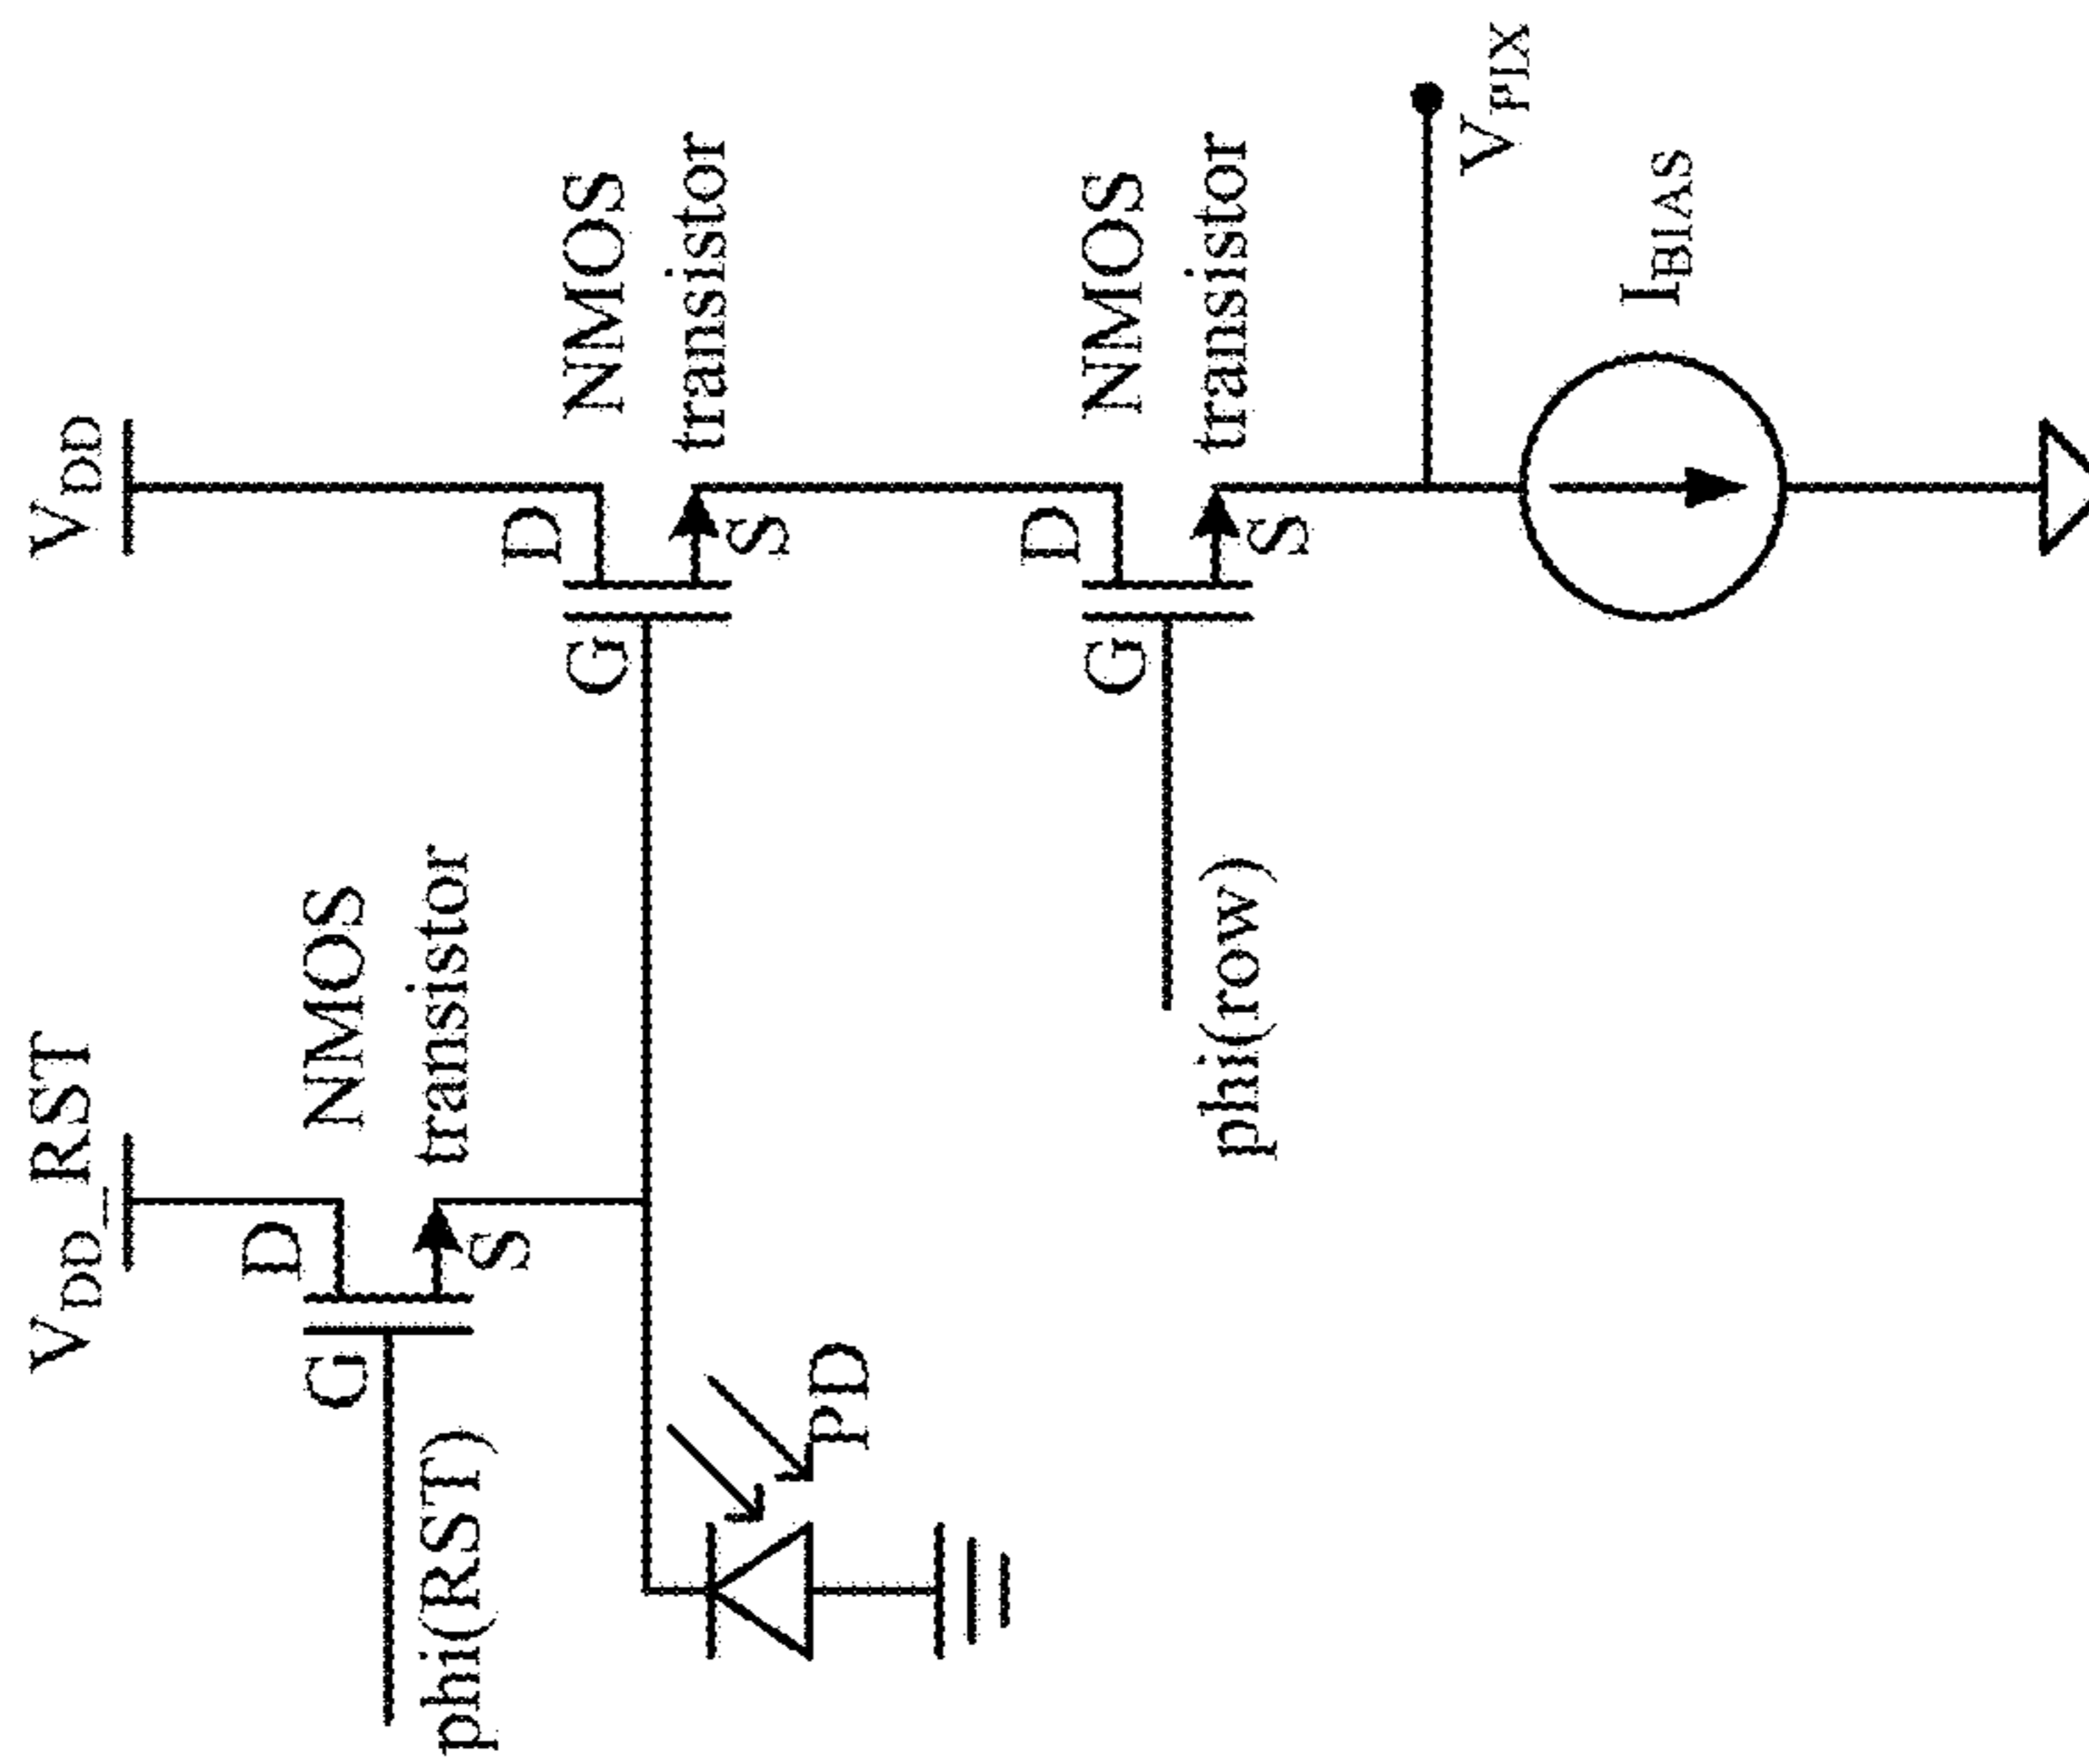 V_DD_RST
V_DD
D
NMOS
G
transistor
S
phi(RST)
D
NMOS
G
transistor
S
PD
D
NMOS
G
transistor
S
phi(row)
V_PIX
I_BIAS